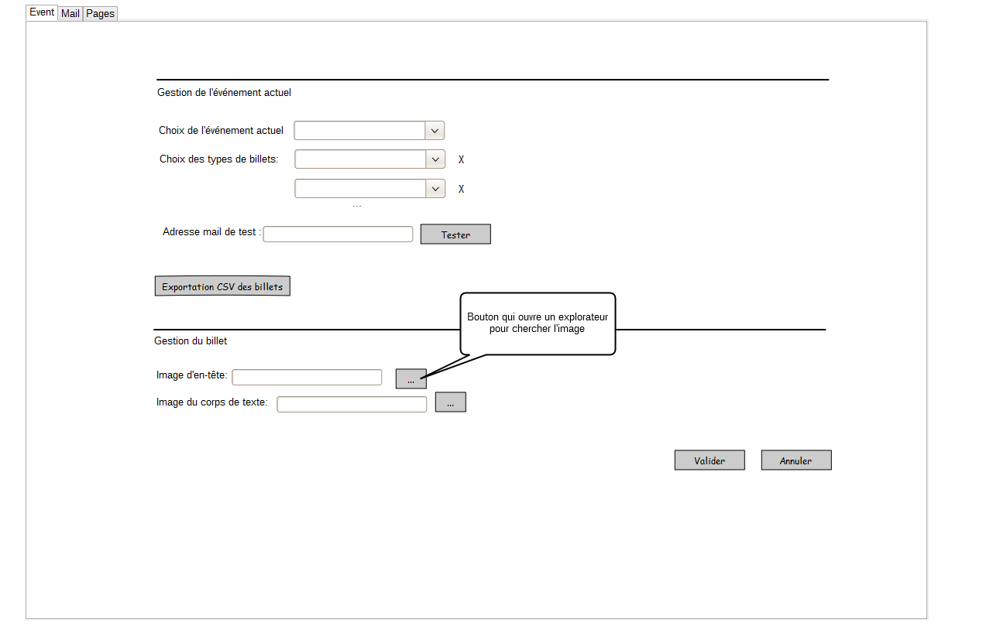 Event Mail Pages
Gestion de l'événement actuel
Choix de l'événement actuel
Choix des types de billets: X
X
...
Adresse mail de test : Tester
Exportation CSV des billets
Bouton qui ouvre un explorateur
pour chercher l'image
Gestion du billet
Image d'en-tête: ...
Image du corps de texte: ...
Valider Annuler